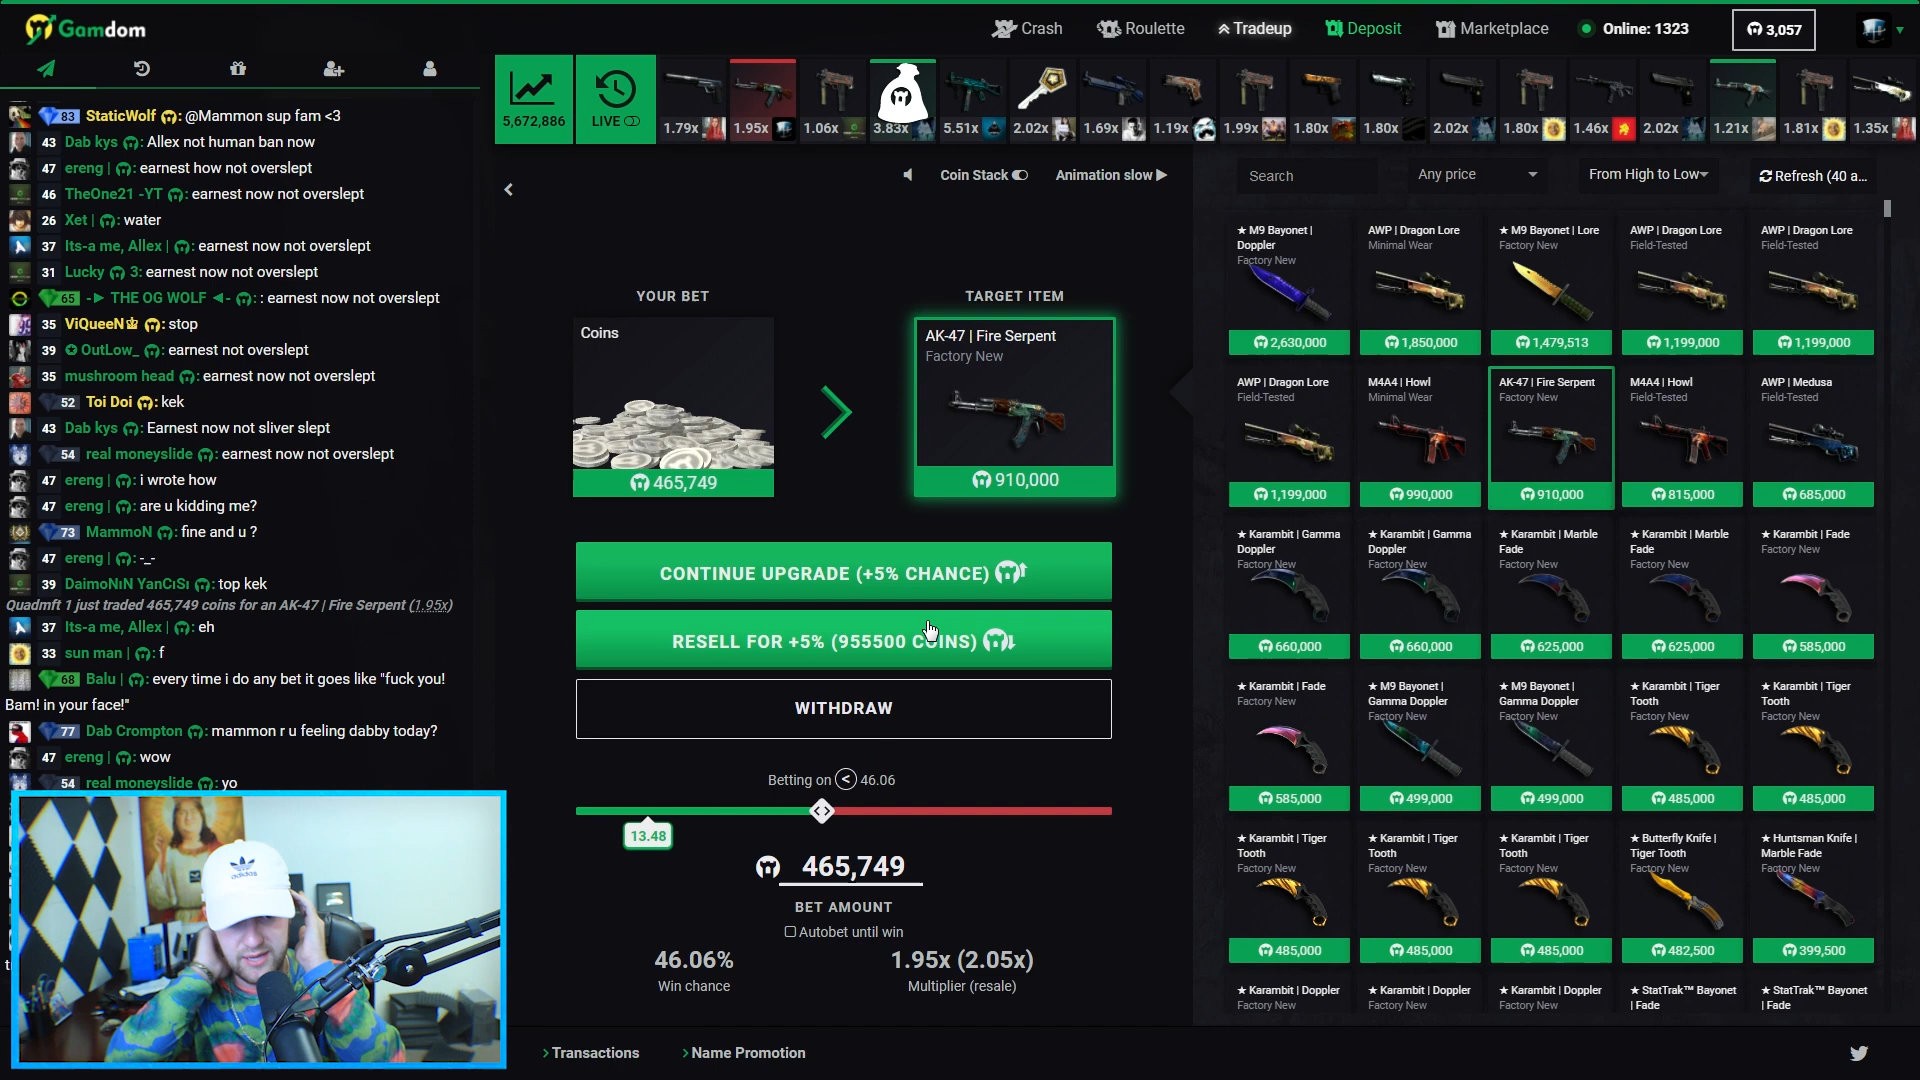 Gamdom
Crash
Roulette
Tradeup
Deposit
Marketplace
Online: 1323
3,057
83 StaticWolf : @Mammon sup fam <3
43 Dab kys : Allex not human ban now
47 ereng | : earnest how not overslept
46 TheOne21 -YT : earnest now not overslept
26 Xet | : water
37 Its-a me, Allex | : earnest now not overslept
31 Lucky 3: earnest now not overslept
65 -► THE OG WOLF ◄- : : earnest now not overslept
35 ViQueeN♛ : stop
39 ✪ OutLow_ : earnest not overslept
35 mushroom head : earnest now not overslept
52 Toi Doi : kek
43 Dab kys : Earnest now not sliver slept
54 real moneyslide : earnest now not overslept
47 ereng | : i wrote how
47 ereng | : are u kidding me?
73 MammoN : fine and u ?
47 ereng | : -_-
39 DaimoNıN YanCıSı : top kek
Quadmft 1 just traded 465,749 coins for an AK-47 | Fire Serpent (1.95x)
37 Its-a me, Allex | : eh
33 sun man | : f
68 Balu | : every time i do any bet it goes like "fuck you!
Bam! in your face!"
77 Dab Crompton : mammon r u feeling dabby today?
47 ereng | : wow
54 real moneyslide : yo
adidas
5,672,886
LIVE
1.79x
1.95x
1.06x
3.83x
5.51x
2.02x
1.69x
1.19x
1.99x
1.80x
1.80x
2.02x
1.80x
1.46x
2.02x
1.21x
1.81x
1.35x
Coin Stack
Animation slow
YOUR BET
TARGET ITEM
Coins
465,749
AK-47 | Fire Serpent
Factory New
910,000
CONTINUE UPGRADE (+5% CHANCE)
RESELL FOR +5% (955500 COINS)
WITHDRAW
Betting on < 46.06
13.48
465,749
BET AMOUNT
Autobet until win
46.06%
Win chance
1.95x (2.05x)
Multiplier (resale)
Transactions
Name Promotion
Search
Any price
From High to Low
Refresh (40 a...
★ M9 Bayonet |
Doppler
Factory New
2,630,000
AWP | Dragon Lore
Minimal Wear
1,850,000
★ M9 Bayonet | Lore
Factory New
1,479,513
AWP | Dragon Lore
Field-Tested
1,199,000
AWP | Dragon Lore
Field-Tested
1,199,000
AWP | Dragon Lore
Field-Tested
1,199,000
M4A4 | Howl
Minimal Wear
990,000
AK-47 | Fire Serpent
Factory New
910,000
M4A4 | Howl
Field-Tested
815,000
AWP | Medusa
Field-Tested
685,000
★ Karambit | Gamma
Doppler
Factory New
660,000
★ Karambit | Gamma
Doppler
Factory New
660,000
★ Karambit | Marble
Fade
Factory New
625,000
★ Karambit | Marble
Fade
Factory New
625,000
★ Karambit | Fade
Factory New
585,000
★ Karambit | Fade
Factory New
585,000
★ M9 Bayonet |
Gamma Doppler
Factory New
499,000
★ M9 Bayonet |
Gamma Doppler
Factory New
499,000
★ Karambit | Tiger
Tooth
Factory New
485,000
★ Karambit | Tiger
Tooth
Factory New
485,000
★ Karambit | Tiger
Tooth
Factory New
485,000
★ Karambit | Tiger
Tooth
Factory New
485,000
★ Karambit | Tiger
Tooth
Factory New
485,000
★ Butterfly Knife |
Tiger Tooth
Factory New
482,500
★ Huntsman Knife |
Marble Fade
Factory New
399,500
★ Karambit | Doppler
Factory New
★ Karambit | Doppler
Factory New
★ Karambit | Doppler
Factory New
★ StatTrak™ Bayonet
| Fade
★ StatTrak™ Bayonet
| Fade